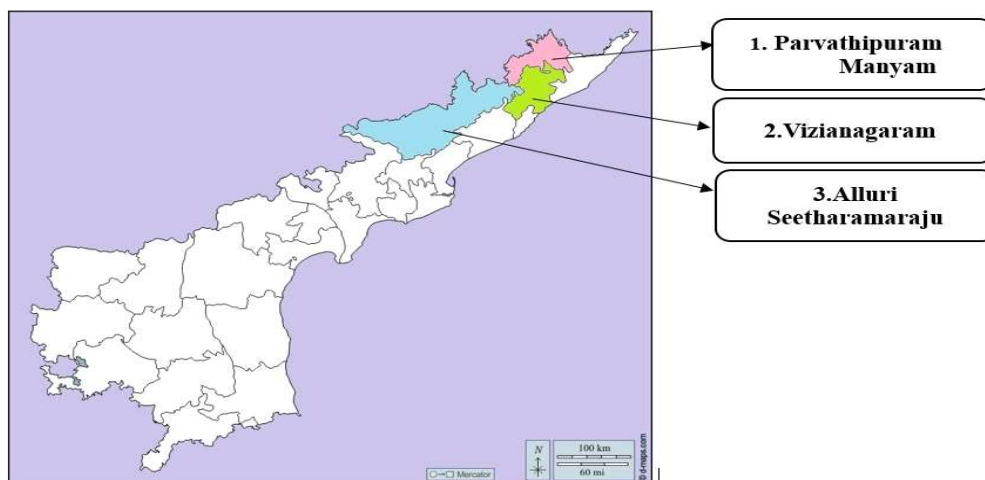 1. Parvathipuram
Manyam
2.Vizianagaram
3.Alluri
Seetharamaraju
N
100 km
60 mi
Mercator
© d-maps.com